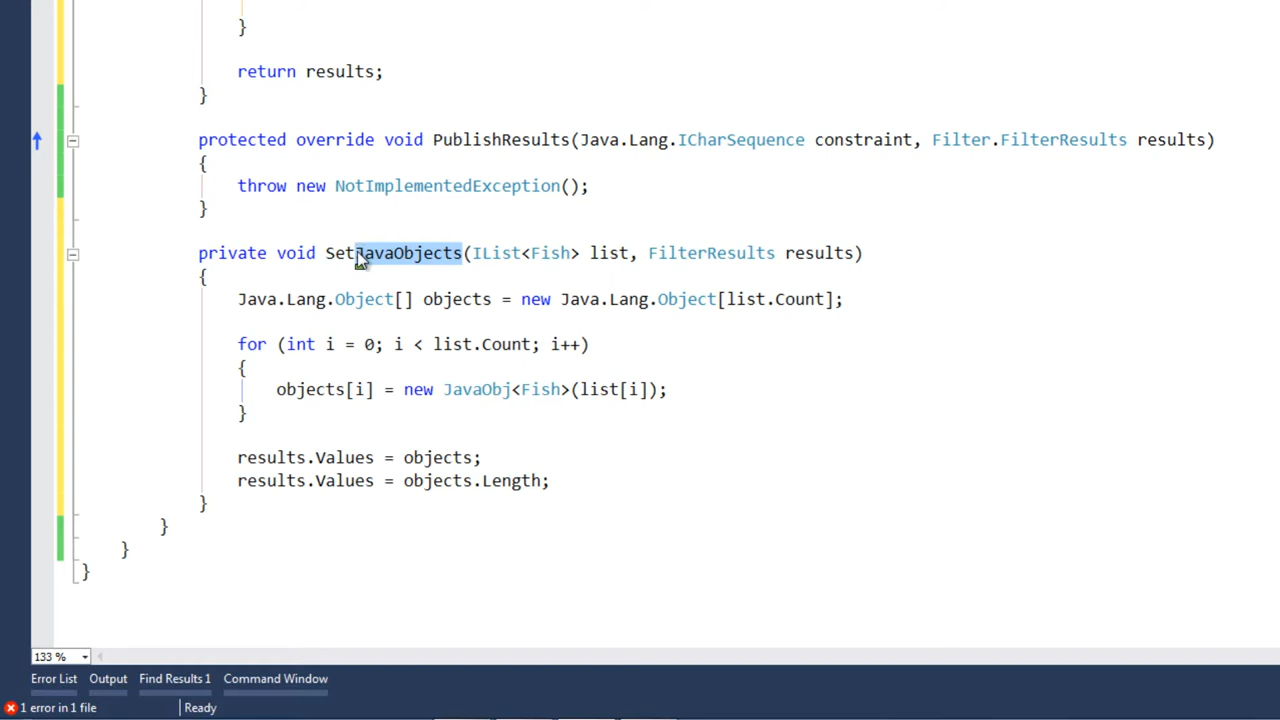 }
return results;
}
protected override void PublishResults(Java.Lang.ICharSequence constraint, Filter.FilterResults results)
{
throw new NotImplementedException();
}
private void SetJavaObjects(IList<Fish> list, FilterResults results)
{
Java.Lang.Object[] objects = new Java.Lang.Object[list.Count];
for (int i = 0; i < list.Count; i++)
{
objects[i] = new JavaObj<Fish>(list[i]);
}
results.Values = objects;
results.Values = objects.Length;
}
}
}
}
133 %
Error List Output Find Results 1 Command Window
1 error in 1 file Ready